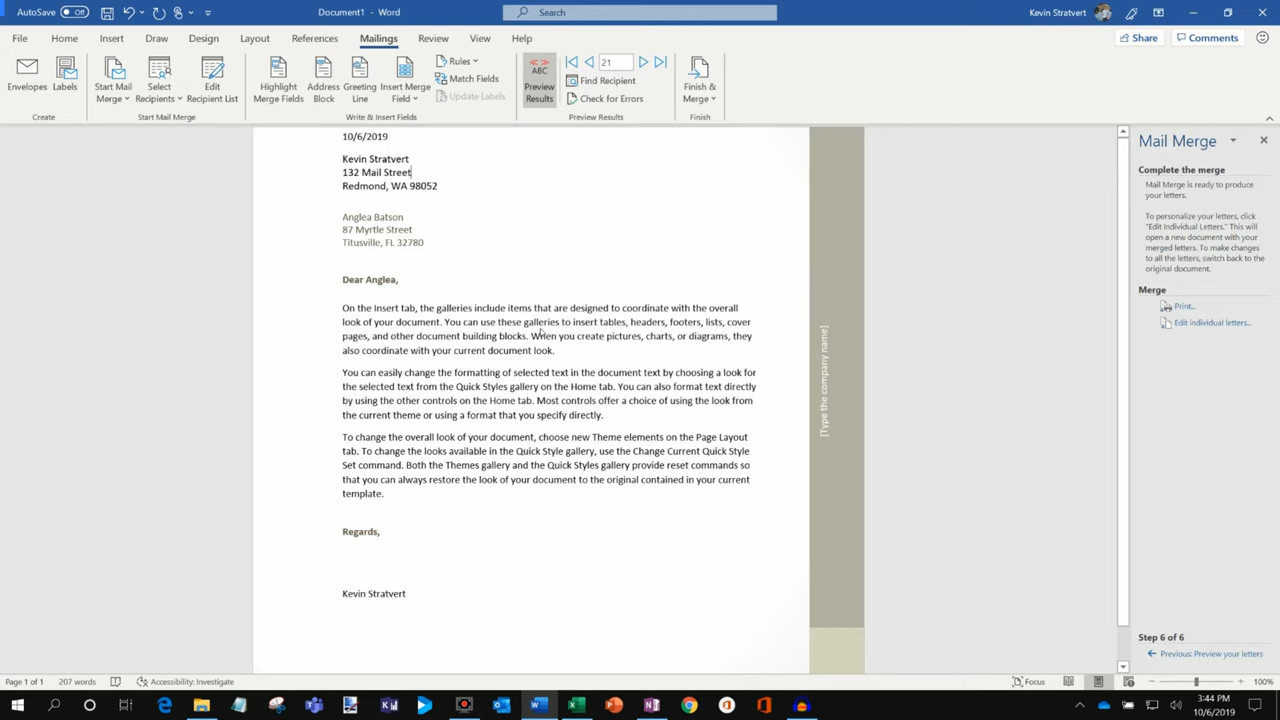 AutoSave Off Document1 - Word Search Kevin Stratvert
File Home Insert Draw Design Layout References Mailings Review View Help Share Comments
Envelopes Labels Start Mail Merge Select Recipients Edit Recipient List Highlight Merge Fields Address Block Greeting Line Insert Merge Field Rules Match Fields Update Labels ABC Preview Results 21 Find Recipient Check for Errors Finish & Merge
Create Start Mail Merge Write & Insert Fields Preview Results Finish
10/6/2019
Kevin Stratvert
132 Mail Street
Redmond, WA 98052
Anglea Batson
87 Myrtle Street
Titusville, FL 32780
Dear Anglea,
On the Insert tab, the galleries include items that are designed to coordinate with the overall
look of your document. You can use these galleries to insert tables, headers, footers, lists, cover
pages, and other document building blocks. When you create pictures, charts, or diagrams, they
also coordinate with your current document look.
You can easily change the formatting of selected text in the document text by choosing a look for
the selected text from the Quick Styles gallery on the Home tab. You can also format text directly
by using the other controls on the Home tab. Most controls offer a choice of using the look from
the current theme or using a format that you specify directly.
To change the overall look of your document, choose new Theme elements on the Page Layout
tab. To change the looks available in the Quick Style gallery, use the Change Current Quick Style
Set command. Both the Themes gallery and the Quick Styles gallery provide reset commands so
that you can always restore the look of your document to the original contained in your current
template.
Regards,
Kevin Stratvert
[Type the company name]
Mail Merge
Complete the merge
Mail Merge is ready to produce
your letters.
To personalize your letters, click
"Edit Individual Letters." This will
open a new document with your
merged letters. To make changes
to all the letters, switch back to the
original document.
Merge
Print...
Edit individual letters...
Step 6 of 6
Previous: Preview your letters
Page 1 of 1 207 words Accessibility: Investigate Focus 100%
3:44 PM
10/6/2019